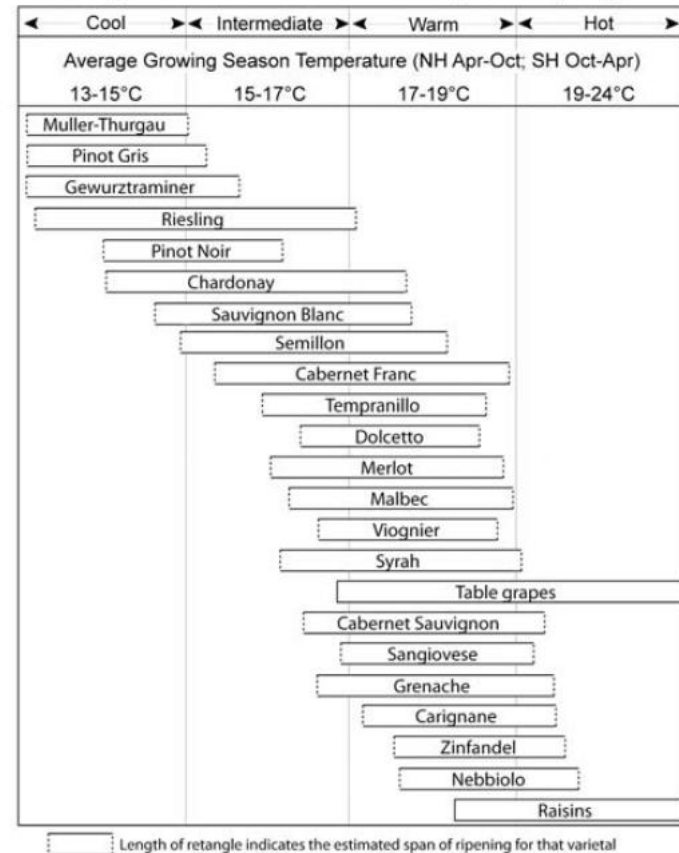 Cool Intermediate Warm Hot
Average Growing Season Temperature (NH Apr-Oct; SH Oct-Apr)
13-15°C 15-17°C 17-19°C 19-24°C
Muller-Thurgau
Pinot Gris
Gewurztraminer
Riesling
Pinot Noir
Chardonay
Sauvignon Blanc
Semillon
Cabernet Franc
Tempranillo
Dolcetto
Merlot
Malbec
Viognier
Syrah
Table grapes
Cabernet Sauvignon
Sangiovese
Grenache
Carignane
Zinfandel
Nebbiolo
Raisins
Length of retangle indicates the estimated span of ripening for that varietal